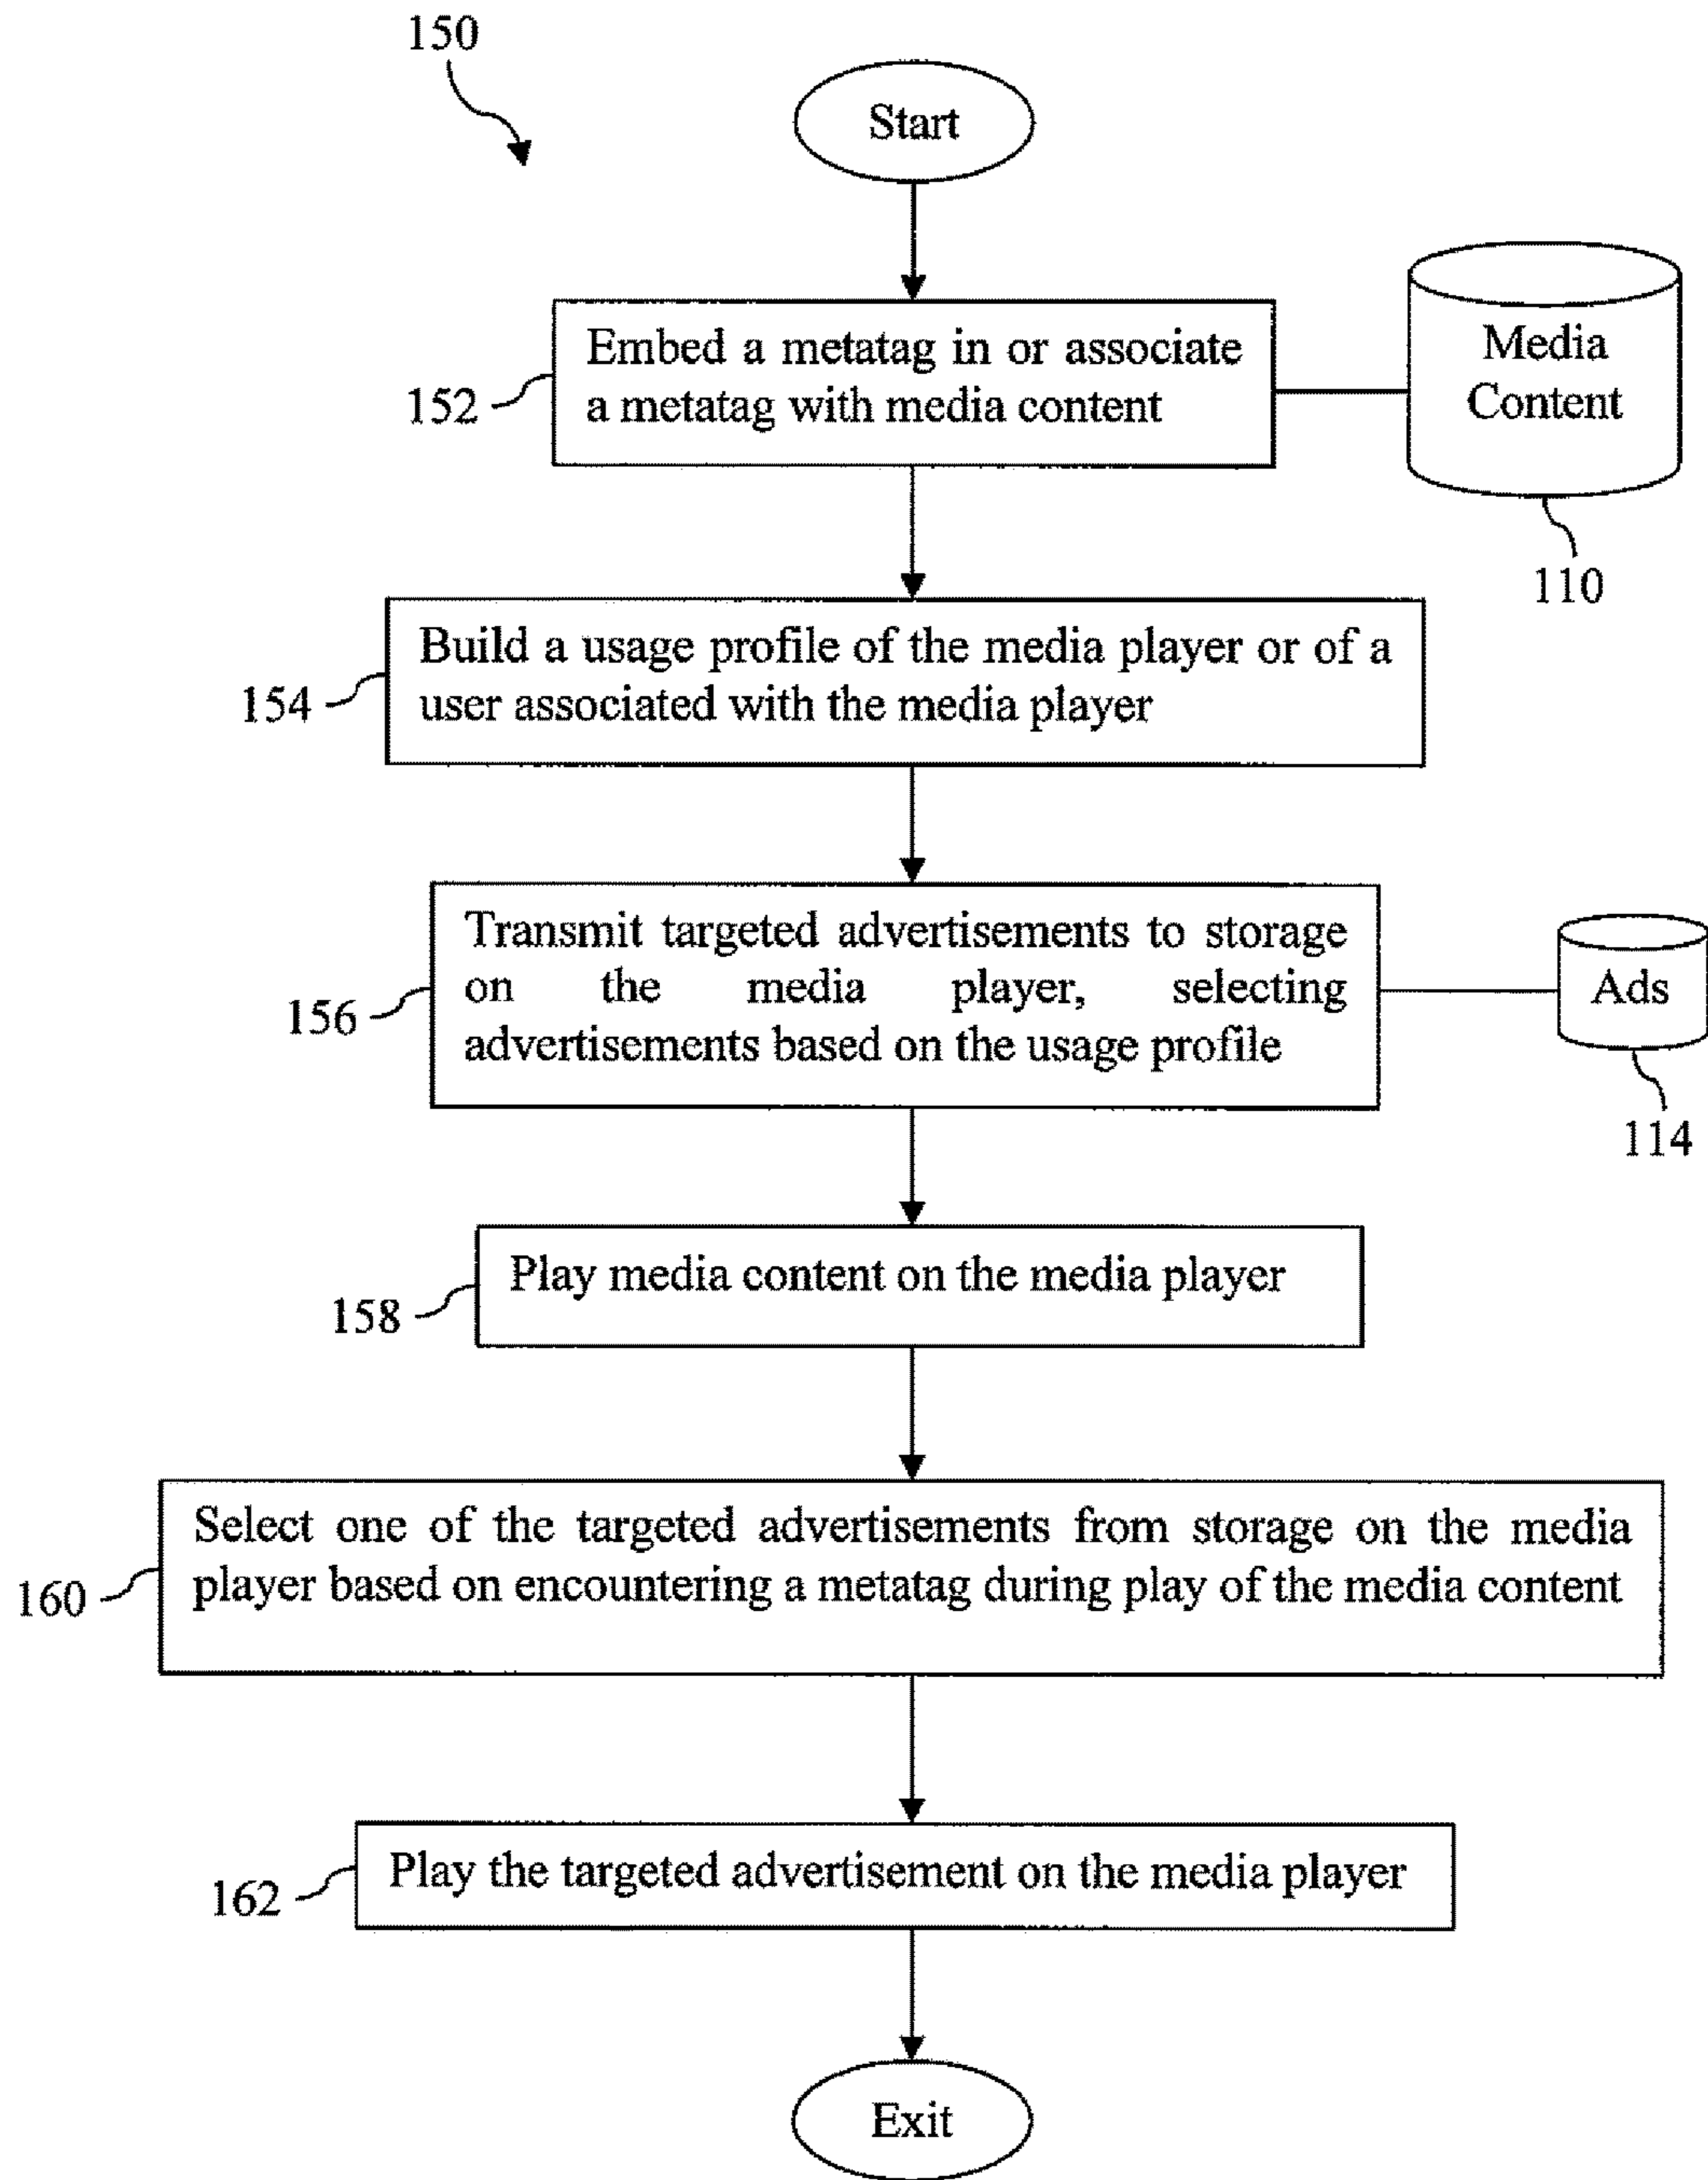 150
Start
Embed a metatag in or associate
a metatag with media content
152
Media
Content
110
Build a usage profile of the media player or of a
user associated with the media player
154
Transmit targeted advertisements to storage
on the media player, selecting
advertisements based on the usage profile
156
Ads
114
Play media content on the media player
158
Select one of the targeted advertisements from storage on the media
player based on encountering a metatag during play of the media content
160
Play the targeted advertisement on the media player
162
Exit